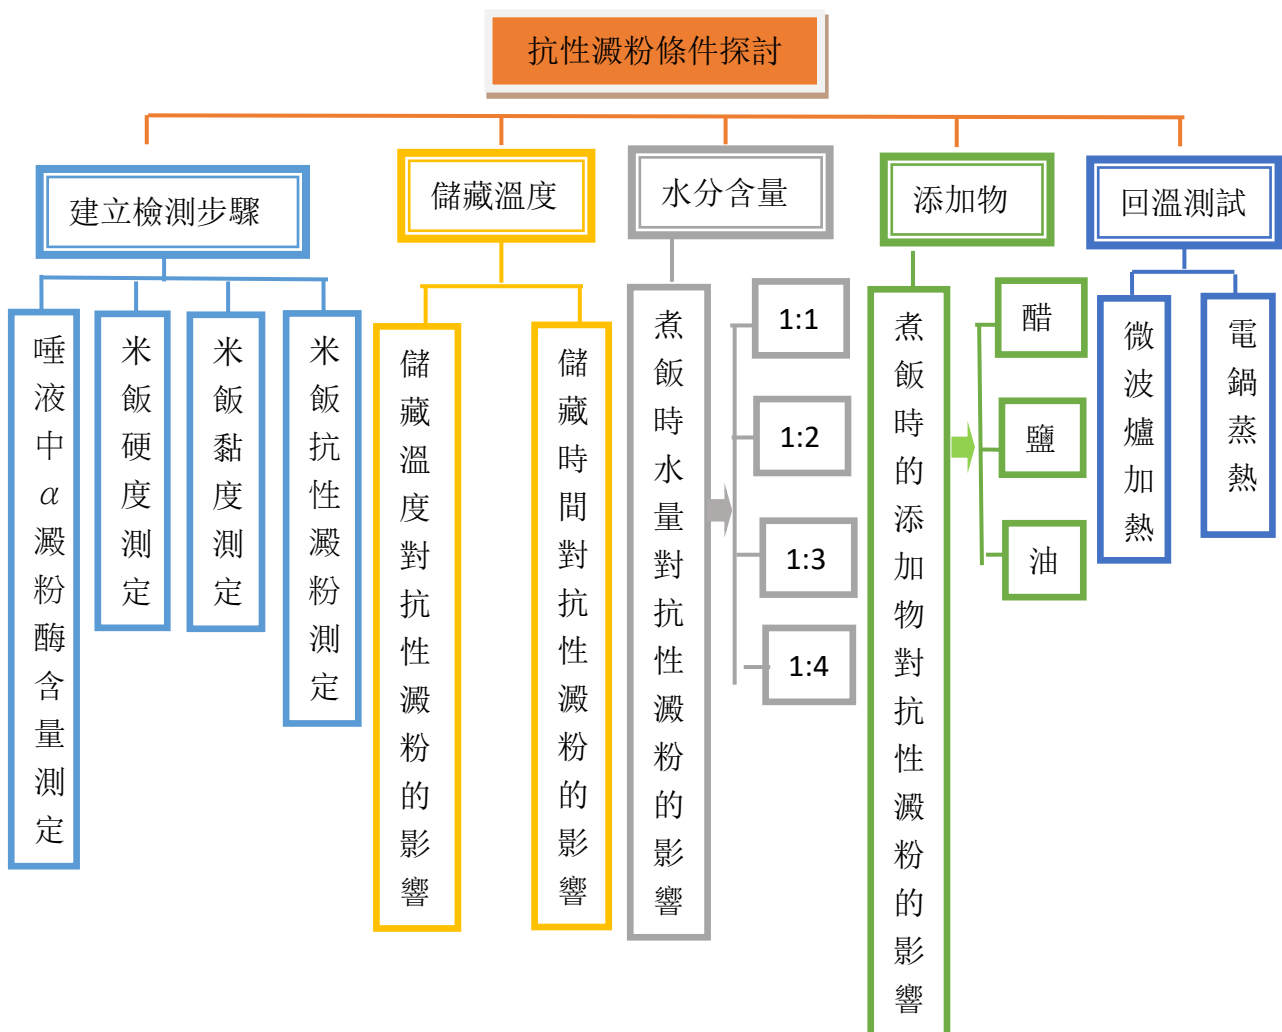 抗性澱粉條件探討
建立檢測步驟
儲藏溫度
水分含量
添加物
回溫測試
唾液中α澱粉酶含量測定
米飯硬度測定
米飯黏度測定
米飯抗性澱粉測定
儲藏溫度對抗性澱粉的影響
儲藏時間對抗性澱粉的影響
煮飯時水量對抗性澱粉的影響
1:1
1:2
1:3
1:4
煮飯時的添加物對抗性澱粉的影響
醋
鹽
油
微波爐加熱
電鍋蒸熱